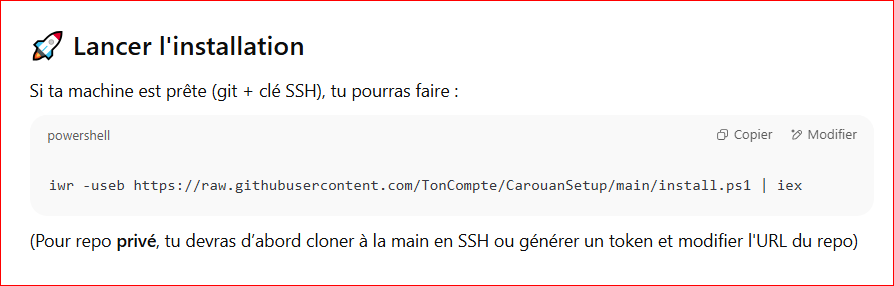 🚀 Lancer l'installation
Si ta machine est prête (git + clé SSH), tu pourras faire :
powershell
Copier
Modifier
iwr -useb https://raw.githubusercontent.com/TonCompte/CarouanSetup/main/install.ps1 | iex
(Pour repo privé, tu devras d’abord cloner à la main en SSH ou générer un token et modifier l'URL du repo)